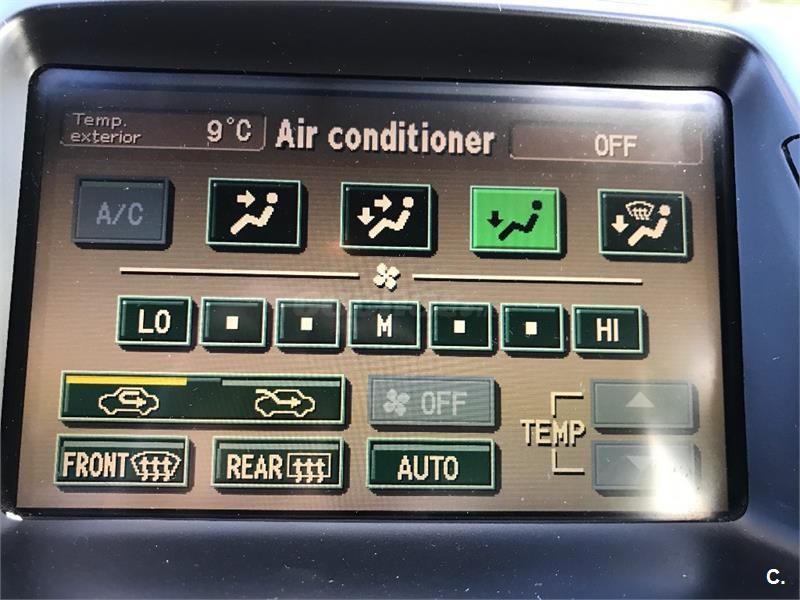 Temp. exterior 9°C
Air conditioner
OFF
A/C
LO
M
HI
OFF
TEMP
FRONT
REAR
AUTO
C.